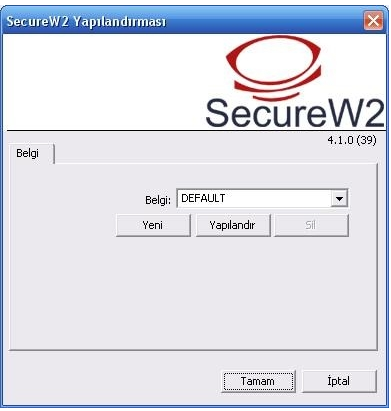 SecureW2 Yapılandırması
SecureW2
4.1.0 (39)
Belgi
Belgi: DEFAULT
Yeni Yapılandır Sil
Tamam İptal